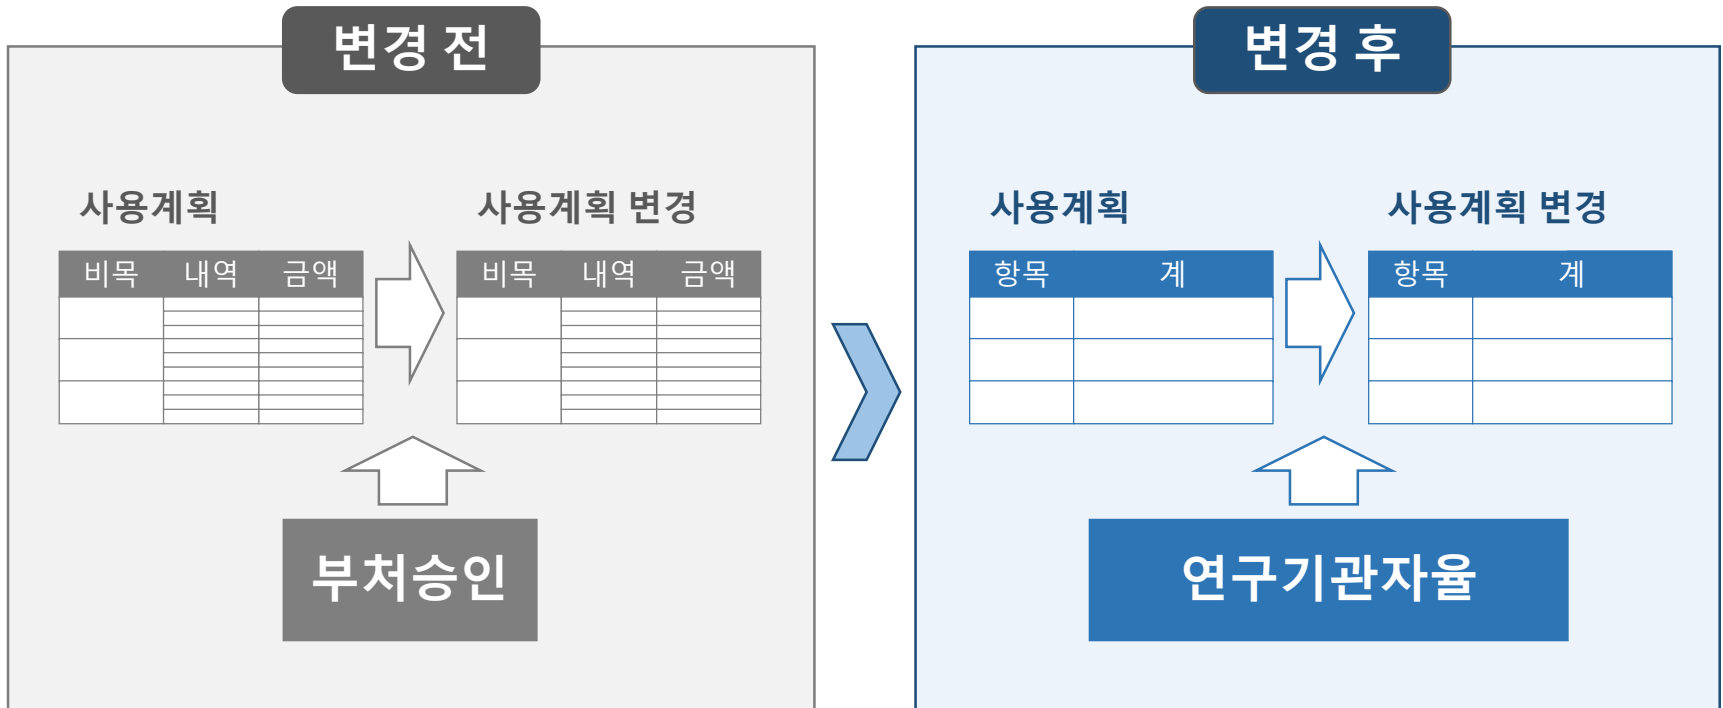 변경 전
사용계획
사용계획 변경
비목 내역 금액
비목 내역 금액
부처승인
변경 후
사용계획
사용계획 변경
항목 계
항목 계
연구기관자율